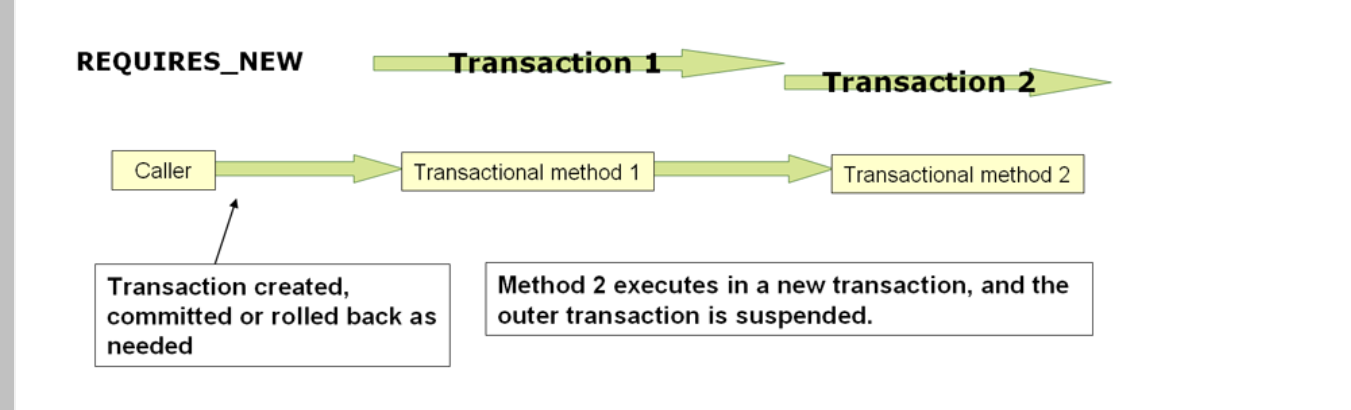 REQUIRES_NEW
Transaction 1
Transaction 2
Caller
Transactional method 1
Transactional method 2
Transaction created,
committed or rolled back as
needed
Method 2 executes in a new transaction, and the
outer transaction is suspended.